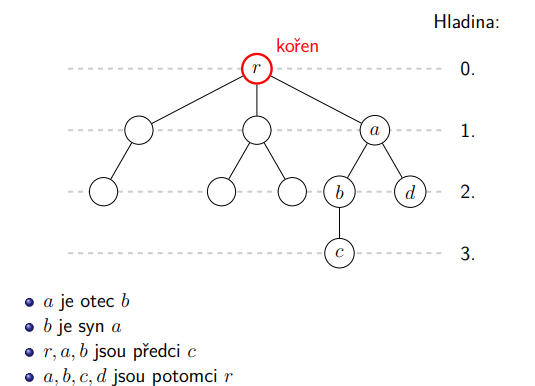 Hladina:
kořen
r
0.
a
1.
b
d
2.
c
3.
a je otec b
b je syn a
r, a, b jsou předci c
a, b, c, d jsou potomci r